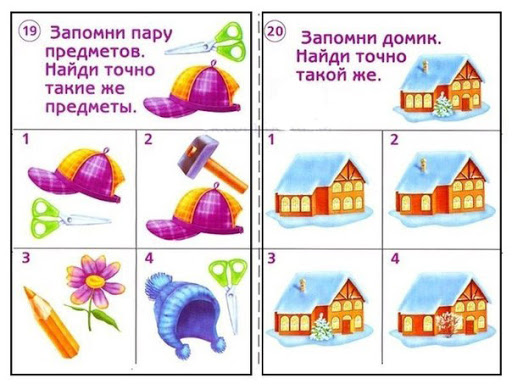 19 Запомни пару
предметов.
Найди точно
такие же
предметы.
1
2
3
4
20 Запомни домик.
Найди точно
такой же.
1
2
3
4